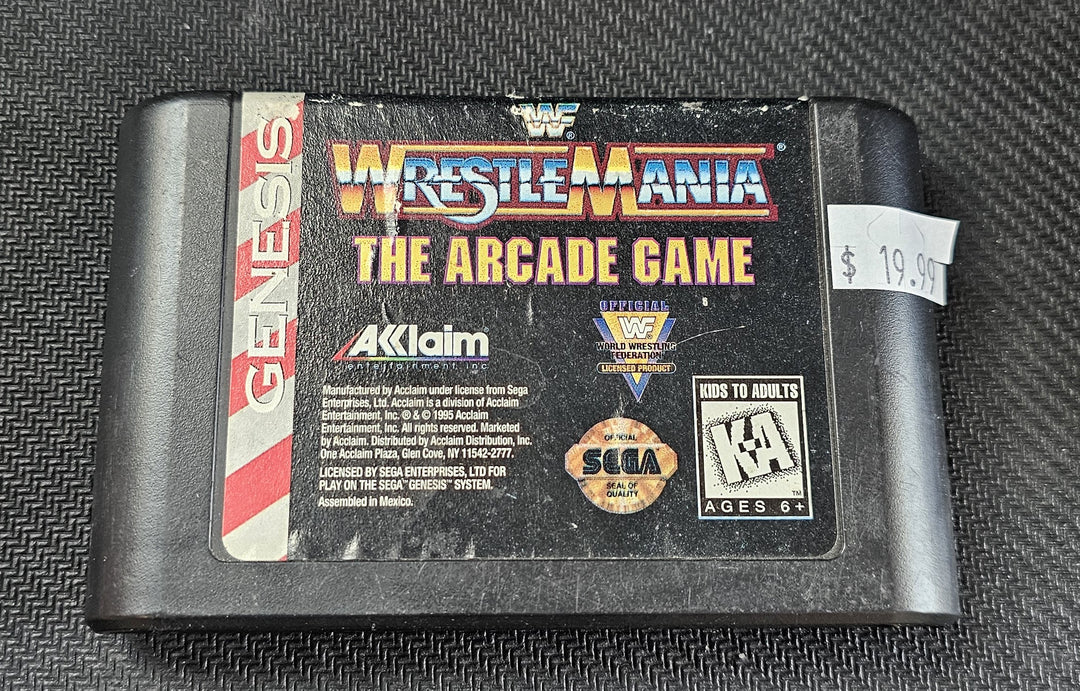 GENESIS
WF
WRESTLEMANIA®
THE ARCADE GAME
$ 19.99
AKKlaim
entertainment, inc.
OFFICIAL
WF
WORLD WRESTLING
FEDERATION
LICENSED PRODUCT
8
Manufactured by Acclaim under license from Sega
Enterprises, Ltd. Acclaim is a division of Acclaim
Entertainment, Inc. ® & © 1995 Acclaim
Entertainment, Inc. All rights reserved. Marketed
by Acclaim. Distributed by Acclaim Distribution, Inc.
One Acclaim Plaza, Glen Cove, NY 11542-2777.
LICENSED BY SEGA ENTERPRISES, LTD FOR
PLAY ON THE SEGA™ GENESIS™ SYSTEM.
Assembled in Mexico.
OFFICIAL
SEGA
SEAL OF
QUALITY
KIDS TO ADULTS
K-A
TM
AGES 6+